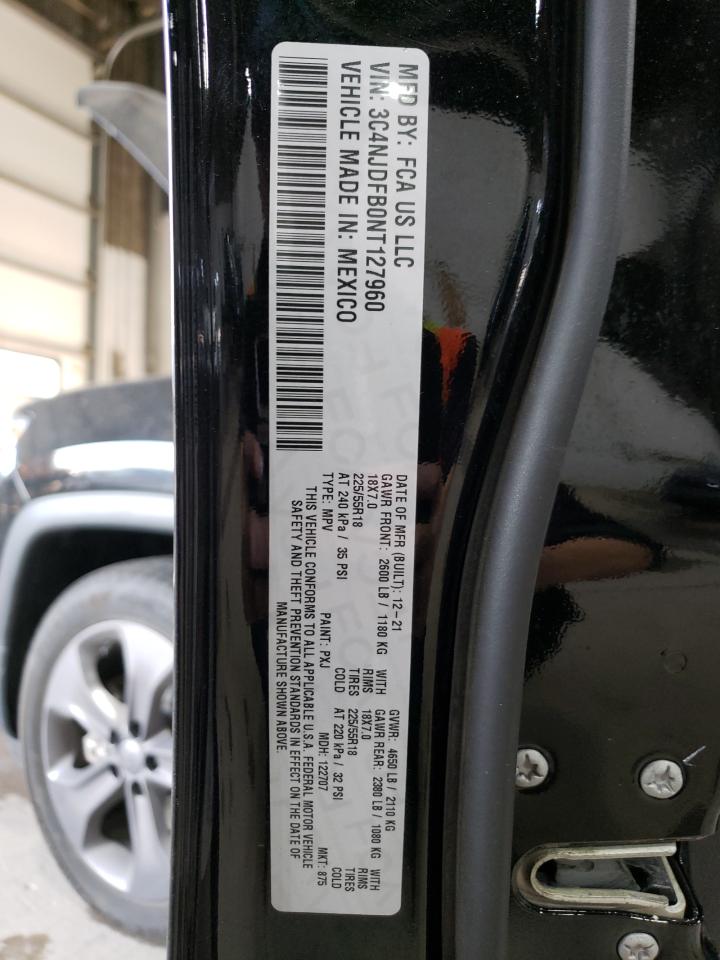 MFD BY: FCA US LLC
VIN: 3C4NJDFB0NT127960
VEHICLE MADE IN: MEXICO
DATE OF MFR (BUILT): 12-21 GVWR: 4650 LB / 2110 KG
GAWR FRONT: 2600 LB / 1180 KG WITH GAWR REAR: 2380 LB / 1080 KG WITH
18X7.0 RIMS 18X7.0 RIMS
225/55R18 TIRES 225/55R18 TIRES
AT 240 kPa / 35 PSI COLD AT 220 kPa / 32 PSI COLD
TYPE: MPV PAINT: PXJ MDH: 122707 MKT: 875
THIS VEHICLE CONFORMS TO ALL APPLICABLE U.S.A. FEDERAL MOTOR VEHICLE
SAFETY AND THEFT PREVENTION STANDARDS IN EFFECT ON THE DATE OF
MANUFACTURE SHOWN ABOVE.